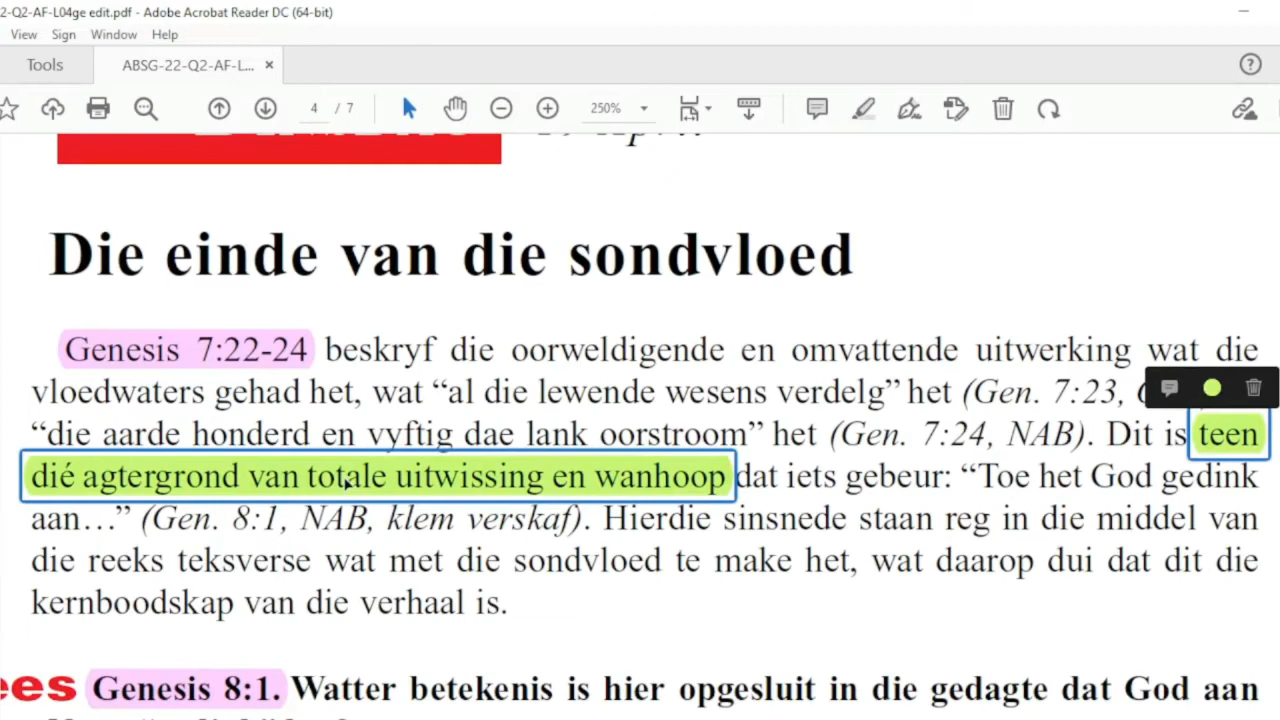 2-Q2-AF-L04ge edit.pdf - Adobe Acrobat Reader DC (64-bit)
View Sign Window Help
Tools ABSG-22-Q2-AF-L... ×
4 / 7 250%
Die einde van die sondvloed
Genesis 7:22-24 beskryf die oorweldigende en omvattende uitwerking wat die
vloedwaters gehad het, wat “al die lewende wesens verdelg” het (Gen. 7:23,
“die aarde honderd en vyftig dae lank oorstroom” het (Gen. 7:24, NAB). Dit is teen
dié agtergrond van totale uitwissing en wanhoop dat iets gebeur: “Toe het God gedink
aan…” (Gen. 8:1, NAB, klem verskaf). Hierdie sinsnede staan reg in die middel van
die reeks teksverse wat met die sondvloed te make het, wat daarop dui dat dit die
kernboodskap van die verhaal is.
ees Genesis 8:1. Watter betekenis is hier opgesluit in die gedagte dat God aan